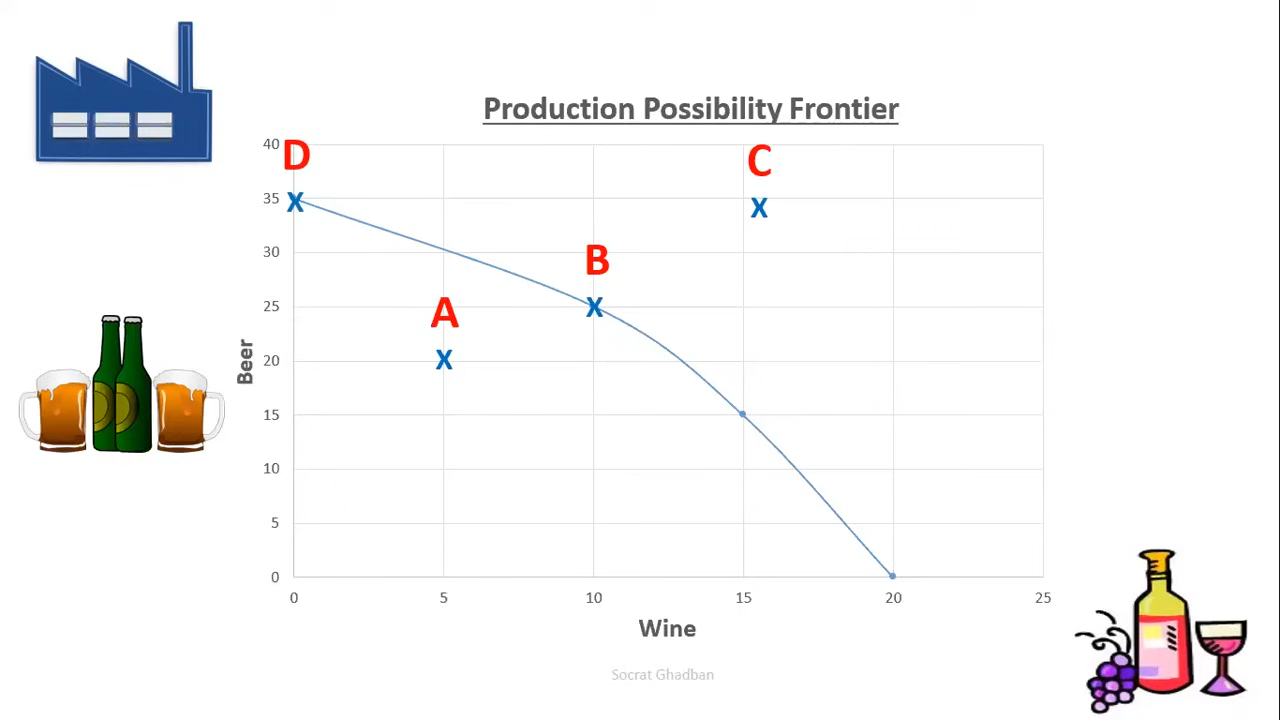 Production Possibility Frontier
40
D
C
35
X
X
30
B
25
X
A
20
X
Beer
15
10
5
0
0 5 10 15 20 25
Wine
Socrat Ghadban